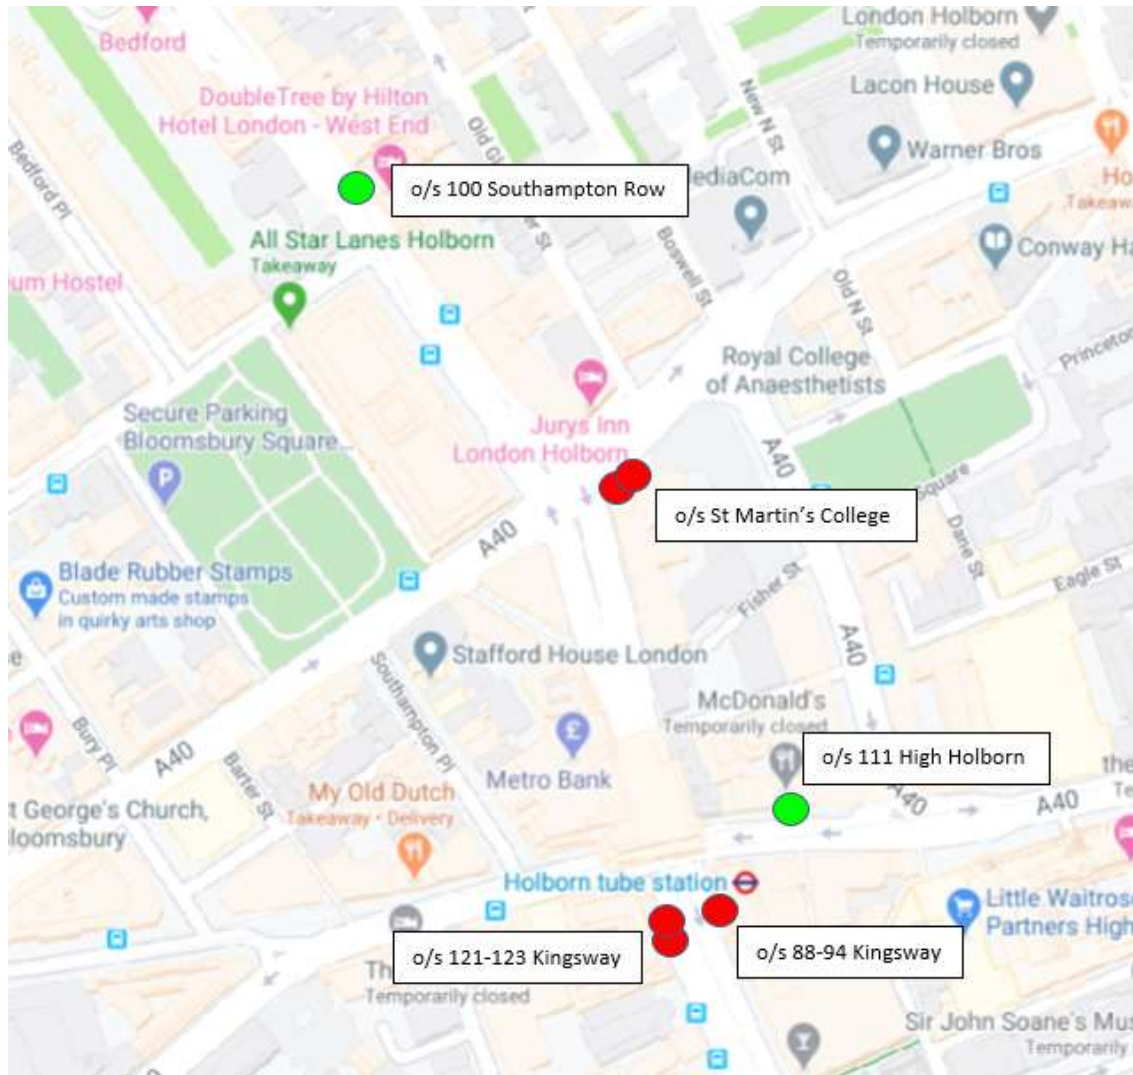 Bedford
London Holborn
Temporarily closed
Lacon House
DoubleTree by Hilton
Hotel London - West End
Old
New N St
Warner Bros
Bedford Pl
o/s 100 Southampton Row
St
Takeaway
All Star Lanes Holborn
Takeaway
Boswell St
Conway
Hostel
Old N St
Royal College
of Anaesthetists
Secure Parking
Bloomsbury Square...
Jurys Inn
London Holborn
A40
Square
o/s St Martin's College
A40
Dane St
Blade Rubber Stamps
Custom made stamps
in quirky arts shop
Fisher St
Eagle St
Stafford House London
A40
Southampton Pl
McDonald's
Temporarily closed
Bury Pl
A40
Barter St
Metro Bank
o/s 111 High Holborn
the
My Old Dutch
Takeaway • Delivery
A40
A40
George's Church,
Holborn tube station
Little Waitrose
Partners High
o/s 121-123 Kingsway
o/s 88-94 Kingsway
Temporarily closed
Sir John Soane's
Temporarily